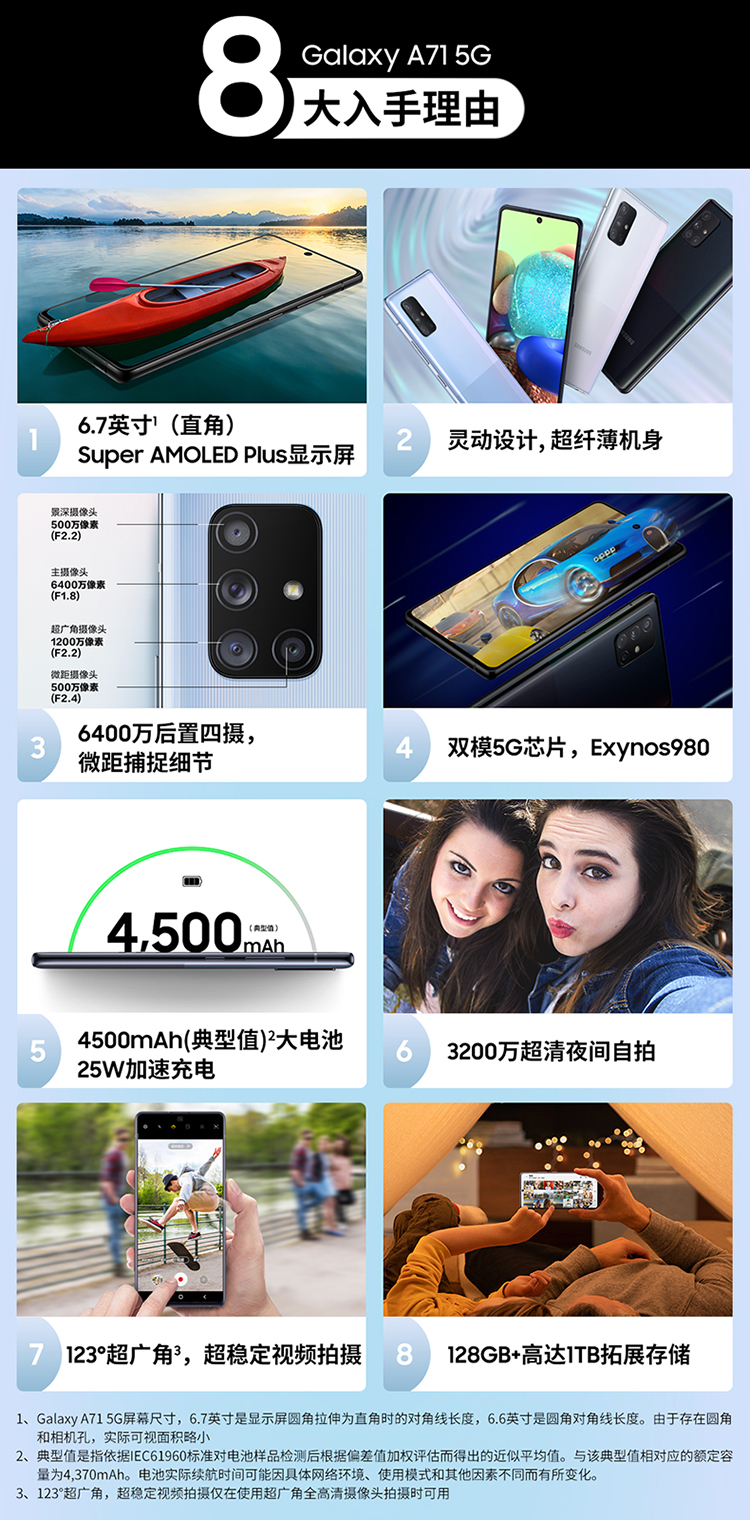 8
Galaxy A71 5G
大入手理由
1
6.7英寸¹（直角）
Super AMOLED Plus显示屏
2
灵动设计, 超纤薄机身
景深摄像头
500万像素
(F2.2)
主摄像头
6400万像素
(F1.8)
超广角摄像头
1200万像素
(F2.2)
微距摄像头
500万像素
(F2.4)
3
6400万后置四摄，
微距捕捉细节
4
双模5G芯片，Exynos980
4,500（典型值）mAh
5
4500mAh(典型值)²大电池
25W加速充电
6
3200万超清夜间自拍
7
123°超广角³，超稳定视频拍摄
8
128GB+高达1TB拓展存储
1、Galaxy A71 5G屏幕尺寸，6.7英寸是显示屏圆角拉伸为直角时的对角线长度，6.6英寸是圆角对角线长度。由于存在圆角
和相机孔，实际可视面积略小
2、典型值是指依据IEC61960标准对电池样品检测后根据偏差值加权评估而得出的近似平均值。与该典型值相对应的额定容
量为4,370mAh。电池实际续航时间可能因具体网络环境、使用模式和其他因素不同而有所变化。
3、123°超广角，超稳定视频拍摄仅在使用超广角全高清摄像头拍摄时可用